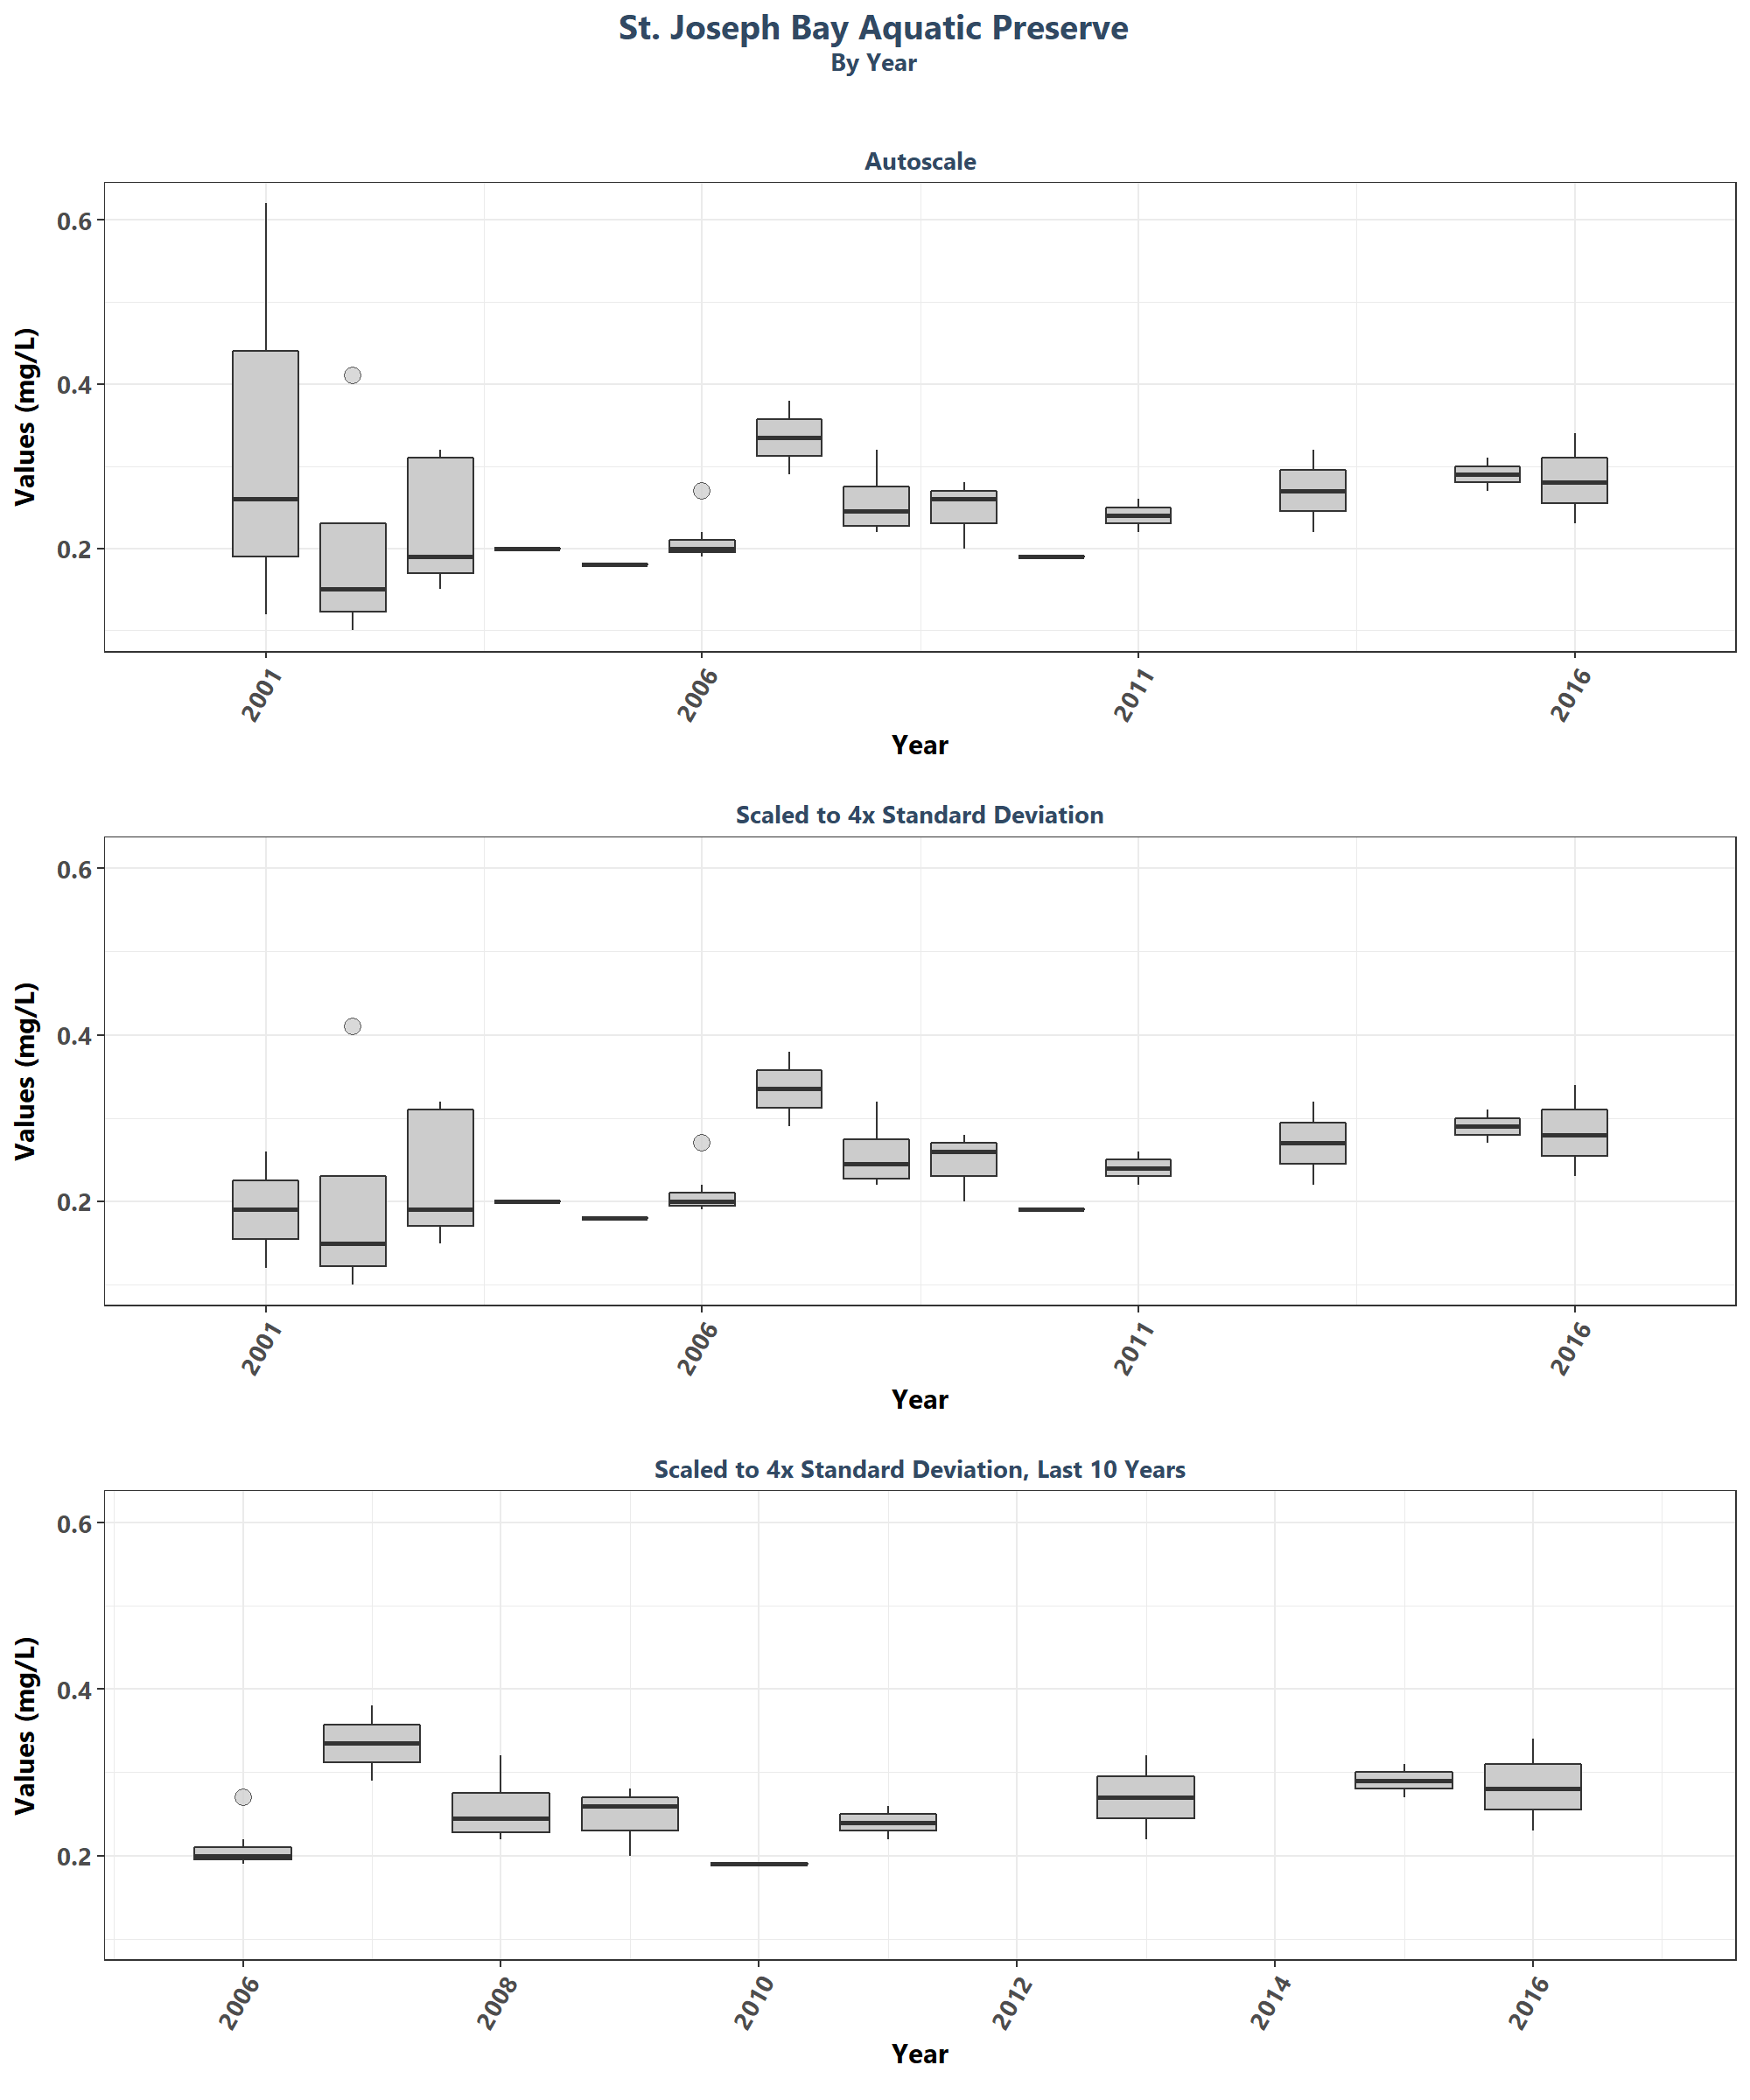 St. Joseph Bay Aquatic Preserve
By Year
Autoscale
Values (mg/L)
0.6
0.4
0.2
2001 2006 2011 2016
Year
Scaled to 4x Standard Deviation
Values (mg/L)
0.6
0.4
0.2
2001 2006 2011 2016
Year
Scaled to 4x Standard Deviation, Last 10 Years
Values (mg/L)
0.6
0.4
0.2
2006 2008 2010 2012 2014 2016
Year